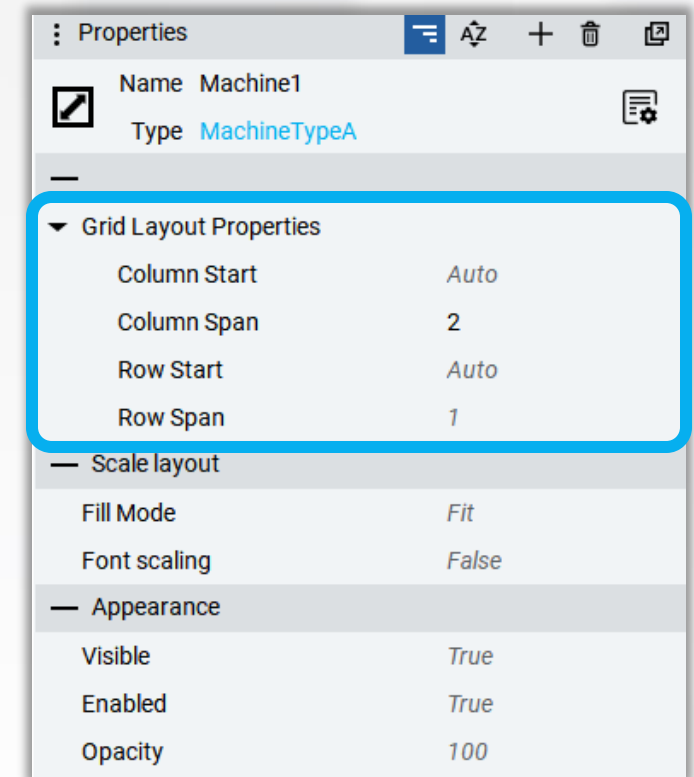 Properties AZ
Name Machine1
Type MachineTypeA
Grid Layout Properties
Column Start Auto
Column Span 2
Row Start Auto
Row Span 1
Scale layout
Fill Mode Fit
Font scaling False
Appearance
Visible True
Enabled True
Opacity 100